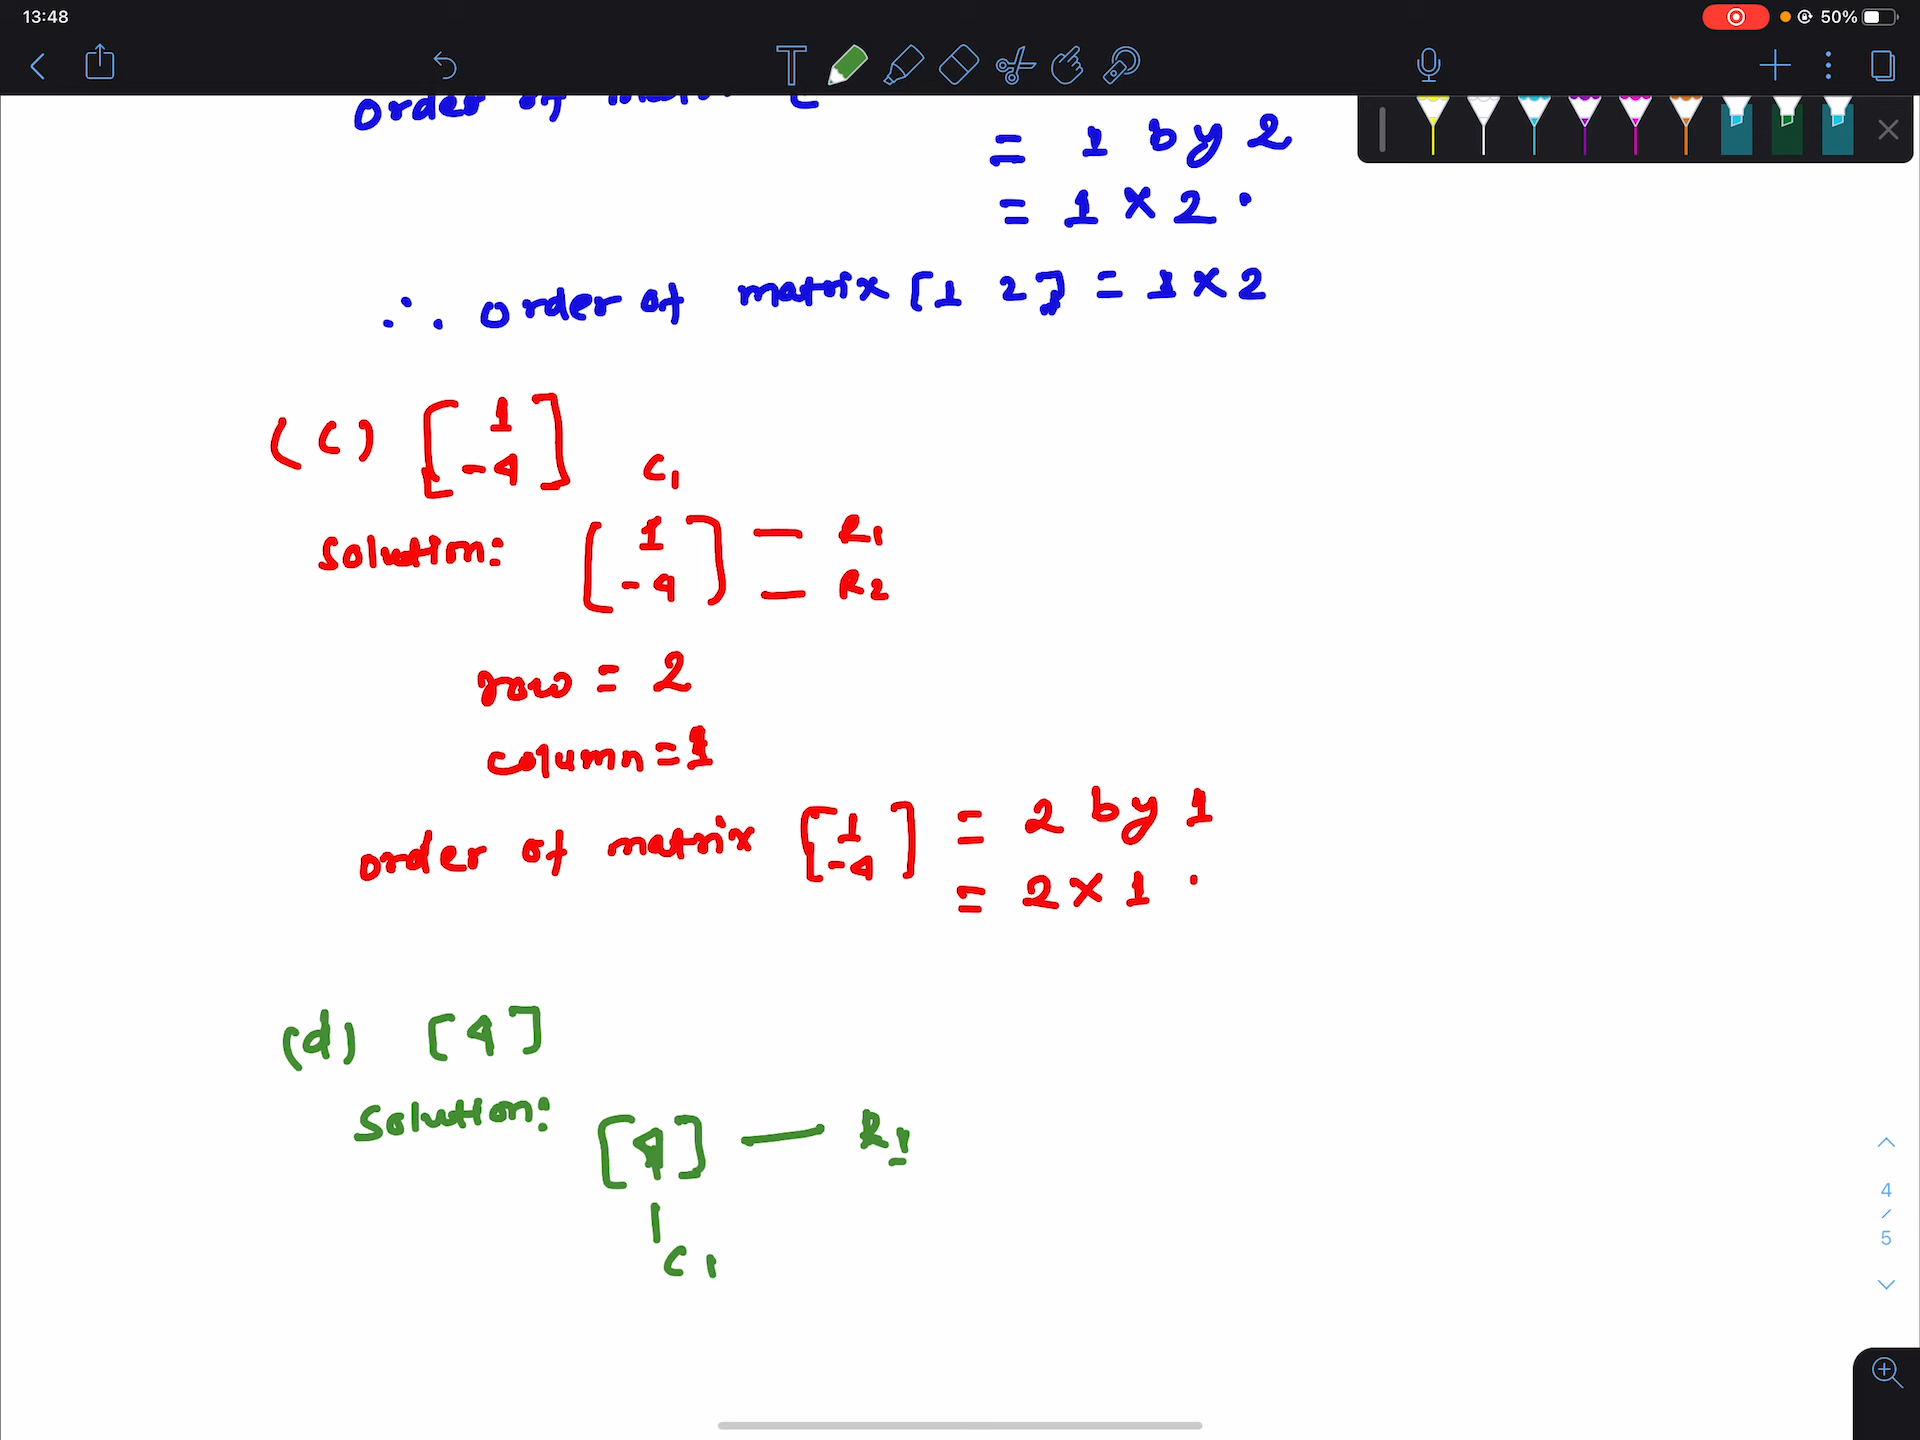 13:48
50%
order of
= 1 by 2
= 1 × 2 .
∴ order of matrix [1 2] = 1 × 2
(c) [1
-4]
C1
Solution: [1 — R1
-4] — R2
row = 2
column = 1
order of matrix [1
-4] = 2 by 1
= 2 × 1 .
(d) [4]
Solution: [4] — R1
C1
4
/
5